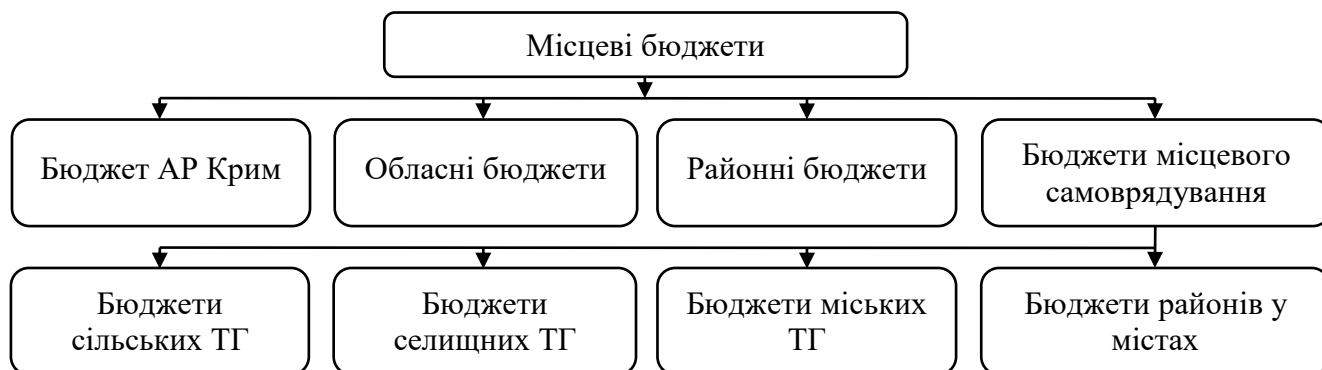 Місцеві бюджети
Бюджет АР Крим
Обласні бюджети
Районні бюджети
Бюджети місцевого
самоврядування
Бюджети
сільських ТГ
Бюджети
селищних ТГ
Бюджети міських
ТГ
Бюджети районів у
містах